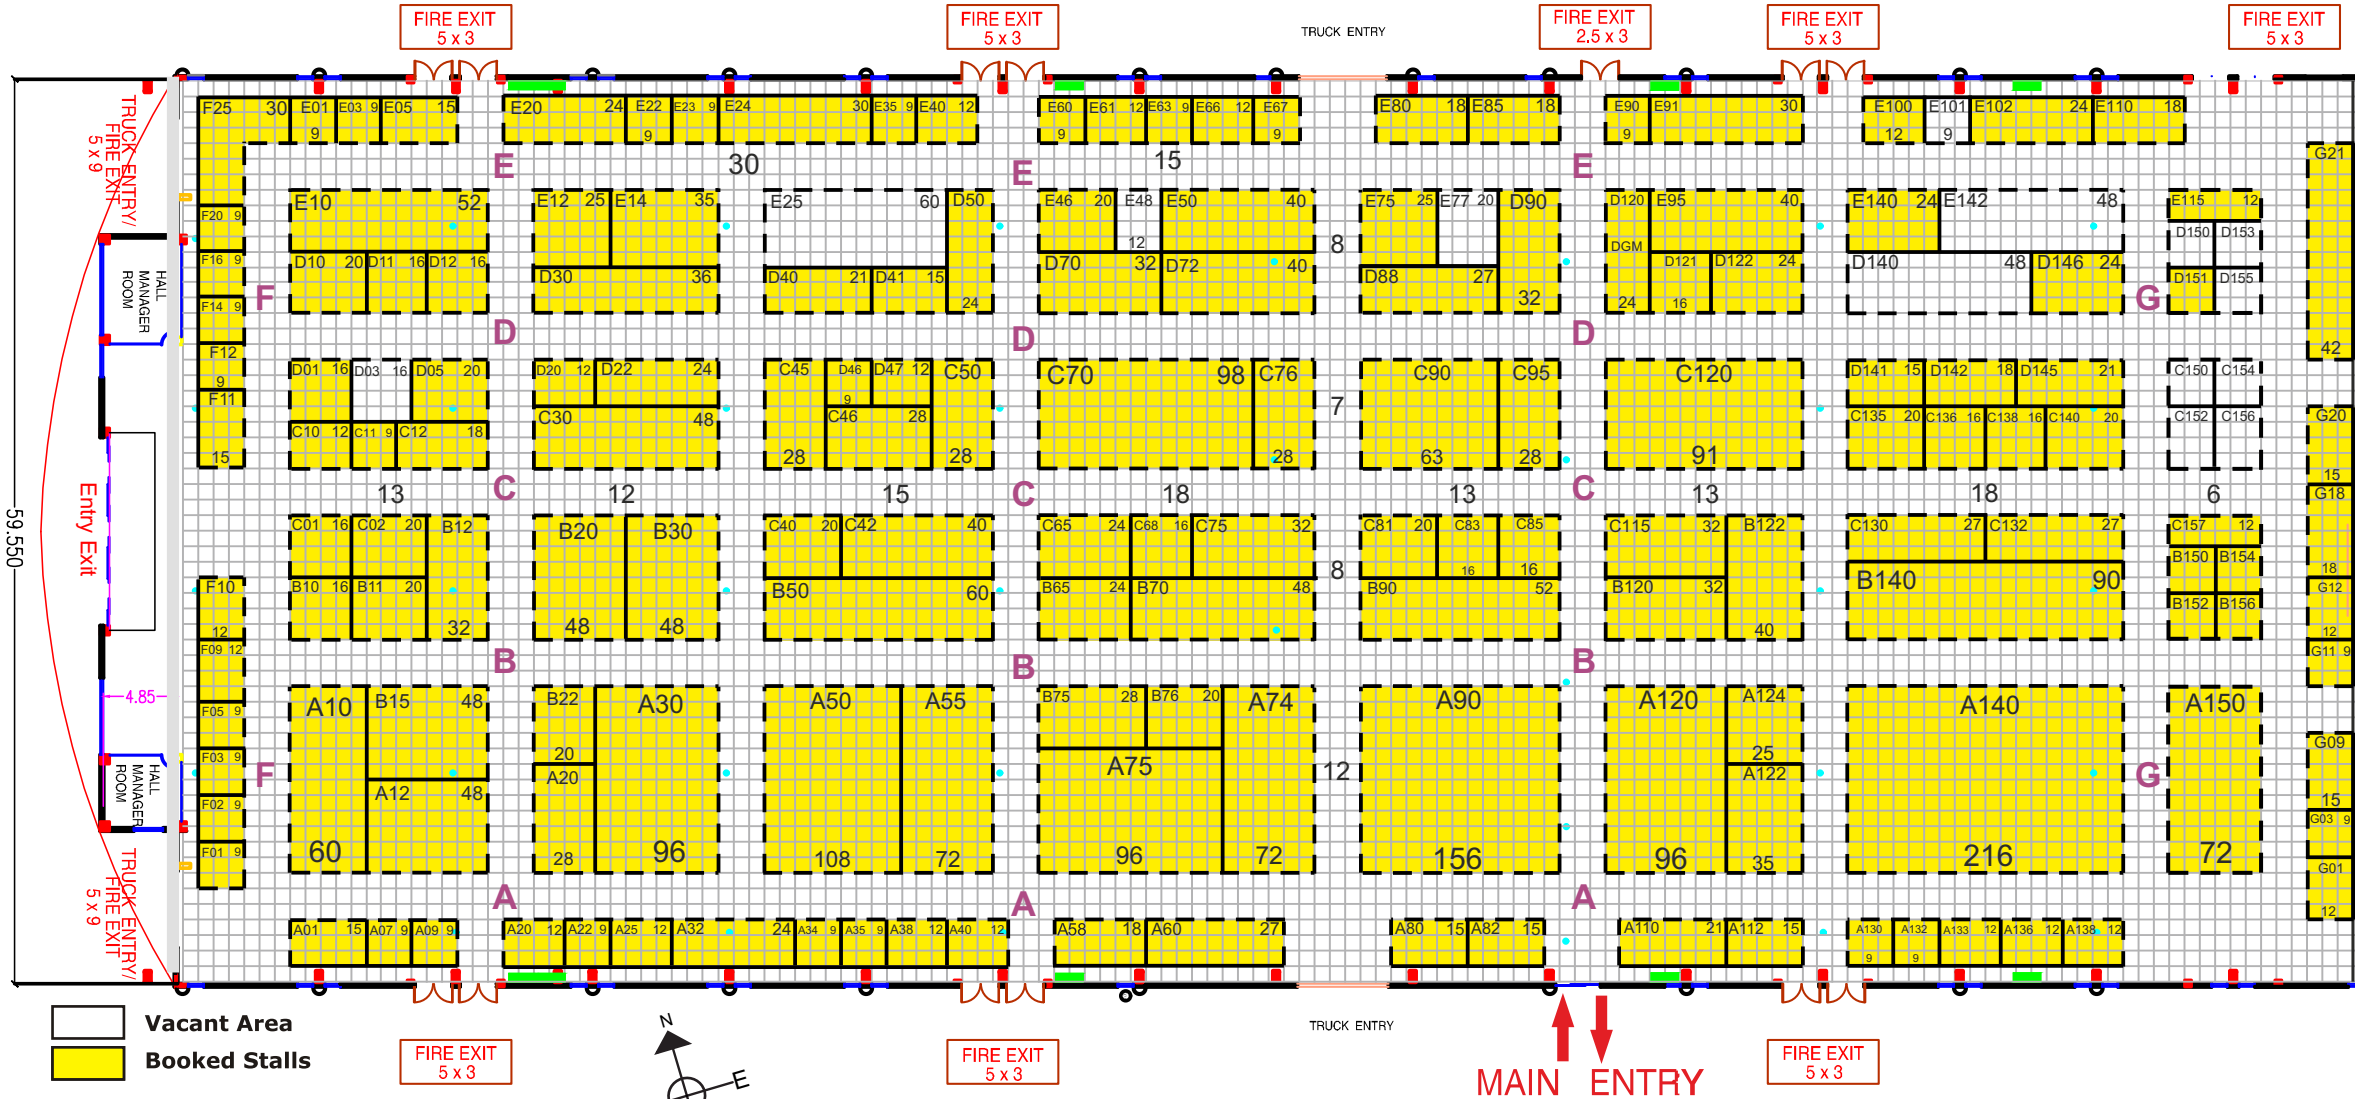 FIRE EXIT
5 x 3
FIRE EXIT
5 x 3
TRUCK ENTRY
FIRE EXIT
2.5 x 3
FIRE EXIT
5 x 3
FIRE EXIT
5 x 3
TRUCK ENTRY/
FIRE EXIT
5 x 9
F25 30 E01 9 E03 9 E05 15 E20 24 E22 9 E23 9 E24 30 E35 9 E40 12 E60 9 E61 12 E63 9 E66 12 E67 9 E80 18 E85 18 E90 9 E91 30 E100 12 E101 9 E102 24 E110 18
G21 42
E 30 E 15 E
F20 9
F16 9
F14 9
F12 9
F11 15
E10 52 E12 25 E14 35 E25 60 D50 24 E46 20 E48 12 E50 40 8 E75 25 E77 20 D90 32 D120 DGM 24 E95 40 E140 24 E142 48 E115 12
D10 20 D11 16 D12 16 D30 36 D40 21 D41 15 D70 32 D72 40 D88 27 D121 16 D122 24 D140 48 D146 24 D150 D153
D151 D155
HALL
MANAGER
ROOM
F D D D G
D01 16 D03 16 D05 20 D20 12 D22 24 C45 28 D46 9 D47 12 C50 28 C70 98 C76 28 7 C90 63 C95 28 C120 91 D141 15 D142 18 D145 21 C150 C154
C10 12 C11 9 C12 18 C30 48 C46 28 C135 20 C136 16 C138 16 C140 20 C152 C156
G20 15
13 C 12 15 C 18 13 C 13 18 6
G18 18
59.550
Entry Exit
C01 16 C02 20 B12 32 B20 48 B30 48 C40 20 C42 40 C65 24 C68 16 C75 32 8 C81 20 C83 16 C85 16 C115 32 B122 40 C130 27 C132 27 C157 12
B10 16 B11 20 B50 60 B65 24 B70 48 B90 52 B120 32 B140 90 B150 B154
B152 B156
F10 12
G12 12
F09 12
G11 9
B B B
4.85
F05 9
F03 9
F02 9
F01 9
A10 60 B15 48 B22 20 A30 96 A50 108 A55 72 B75 28 B76 20 A74 72 12 A90 156 A120 96 A124 25 A140 216 A150 72
A12 48 A20 28 A75 96 A122 35
G09 15
G03 9
G01 12
F G
HALL
MANAGER
ROOM
TRUCK ENTRY/
FIRE EXIT
5 x 9
A A A
A01 15 A07 9 A09 9 A20 12 A22 9 A25 12 A32 24 A34 9 A35 9 A38 12 A40 12 A58 18 A60 27 A80 15 A82 15 A110 21 A112 15 A130 9 A132 9 A133 12 A136 12 A138 12
Vacant Area
Booked Stalls
N
E
FIRE EXIT
5 x 3
FIRE EXIT
5 x 3
TRUCK ENTRY
MAIN ENTRY
FIRE EXIT
5 x 3